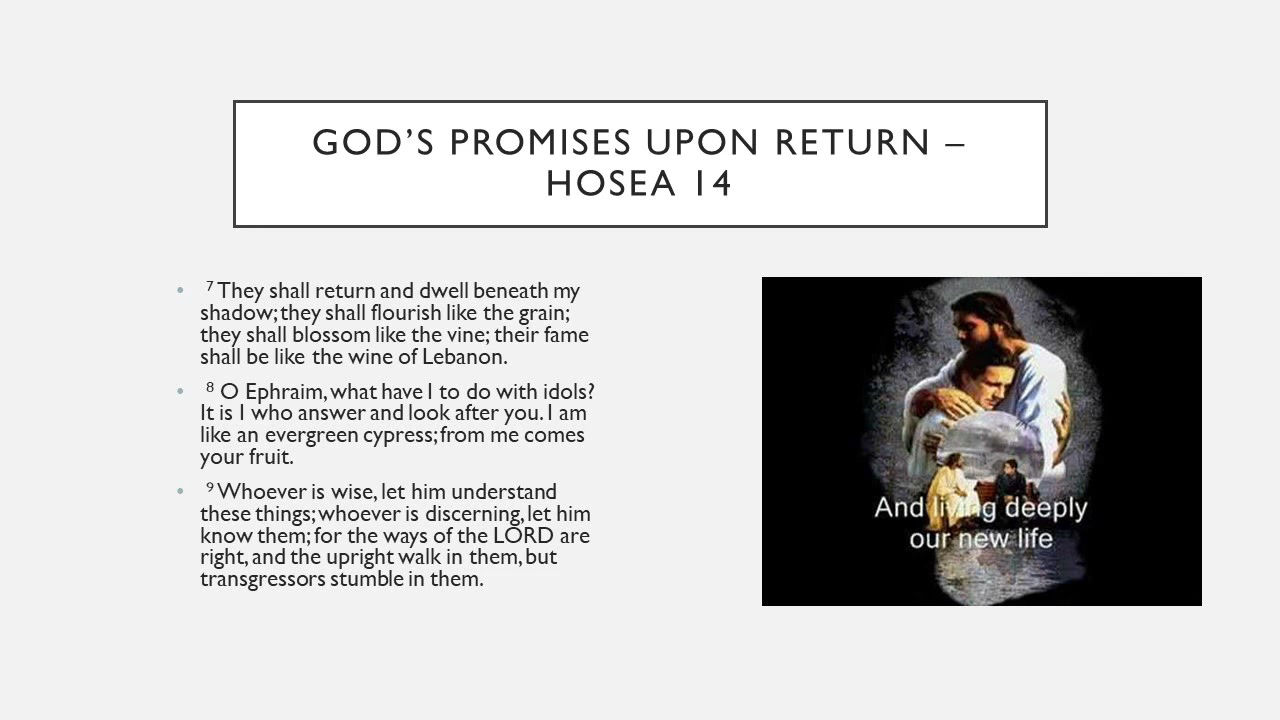 GOD’S PROMISES UPON RETURN –
HOSEA 14
• ⁷ They shall return and dwell beneath my
shadow; they shall flourish like the grain;
they shall blossom like the vine; their fame
shall be like the wine of Lebanon.
• ⁸ O Ephraim, what have I to do with idols?
It is I who answer and look after you. I am
like an evergreen cypress; from me comes
your fruit.
• ⁹ Whoever is wise, let him understand
these things; whoever is discerning, let him
know them; for the ways of the LORD are
right, and the upright walk in them, but
transgressors stumble in them.
And living deeply
our new life